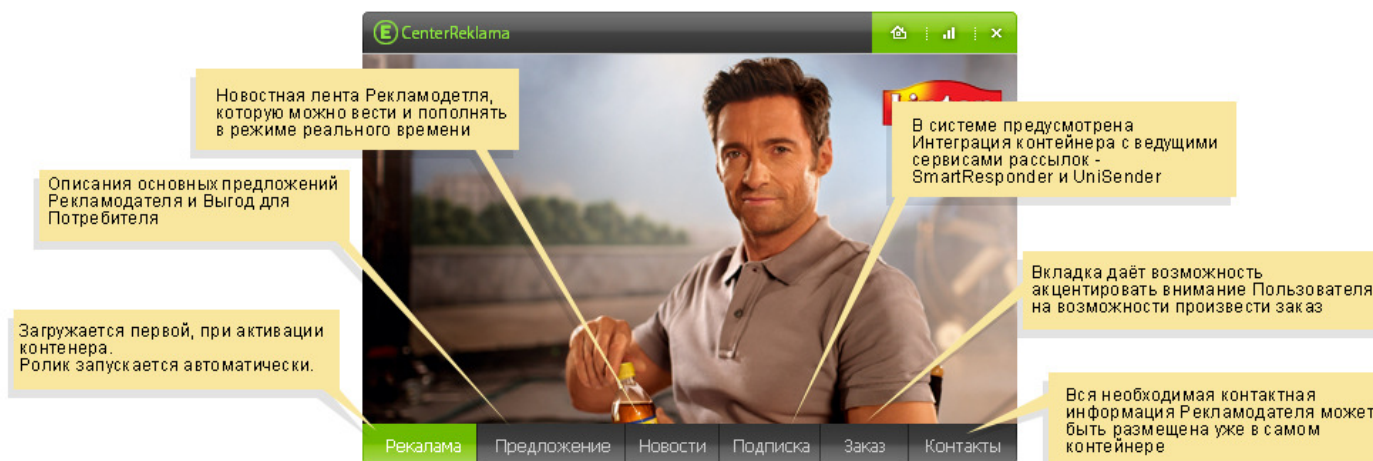 E CenterReklama
Новостная лента Рекламодетля,
которую можно вести и пополнять
в режиме реального времени
В системе предусмотрена
Интеграция контейнера с ведущими
сервисами рассылок -
SmartResponder и UniSender
Описания основных предложений
Рекламодателя и Выгод для
Потребителя
Вкладка даёт возможность
акцентировать внимание Пользователя
на возможности произвести заказ
Загружается первой, при активации
контенера.
Ролик запускается автоматически.
Вся необходимая контактная
информация Рекламодателя может
быть размещена уже в самом
контейнере
Рекалама Предложение Новости Подписка Заказ Контакты